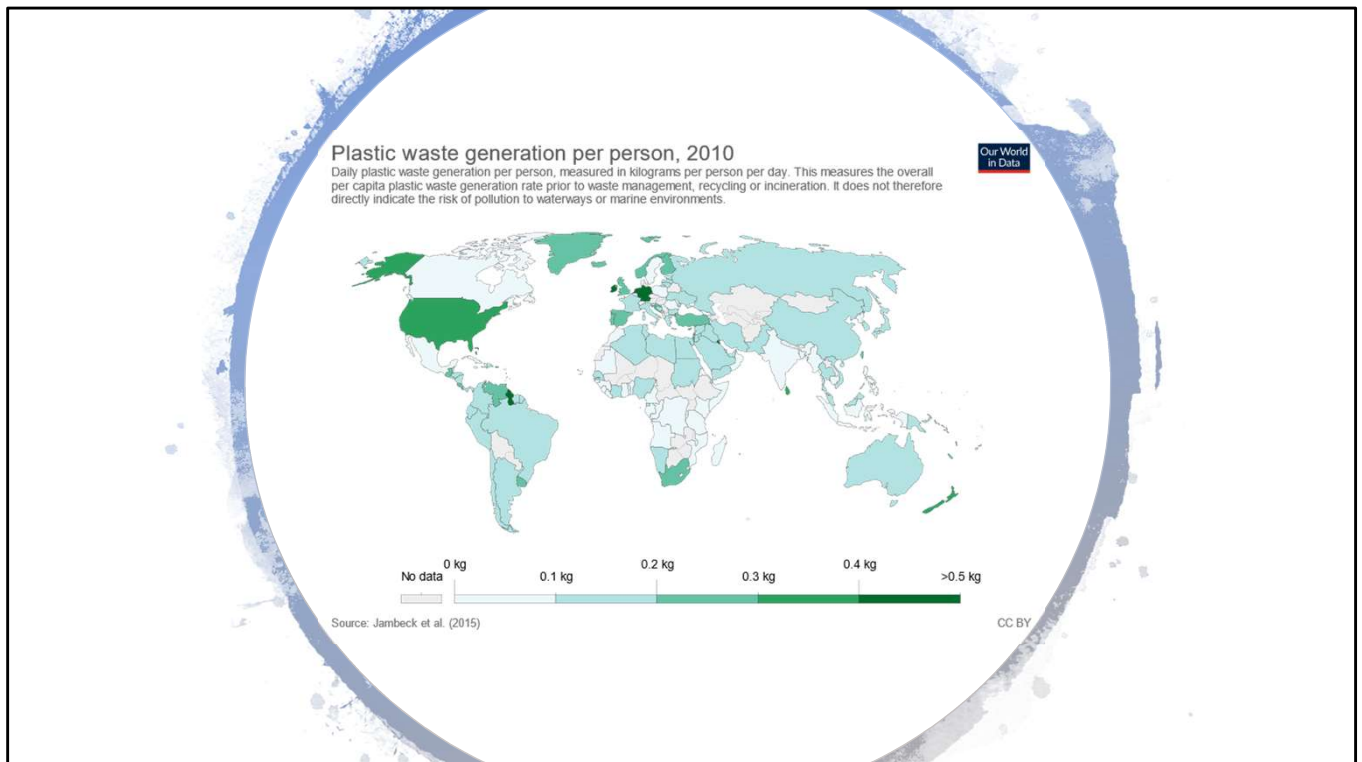 Plastic waste generation per person, 2010
Our World
in Data
Daily plastic waste generation per person, measured in kilograms per person per day. This measures the overall
per capita plastic waste generation rate prior to waste management, recycling or incineration. It does not therefore
directly indicate the risk of pollution to waterways or marine environments.
No data
0 kg
0.1 kg
0.2 kg
0.3 kg
0.4 kg
>0.5 kg
Source: Jambeck et al. (2015)
CC BY